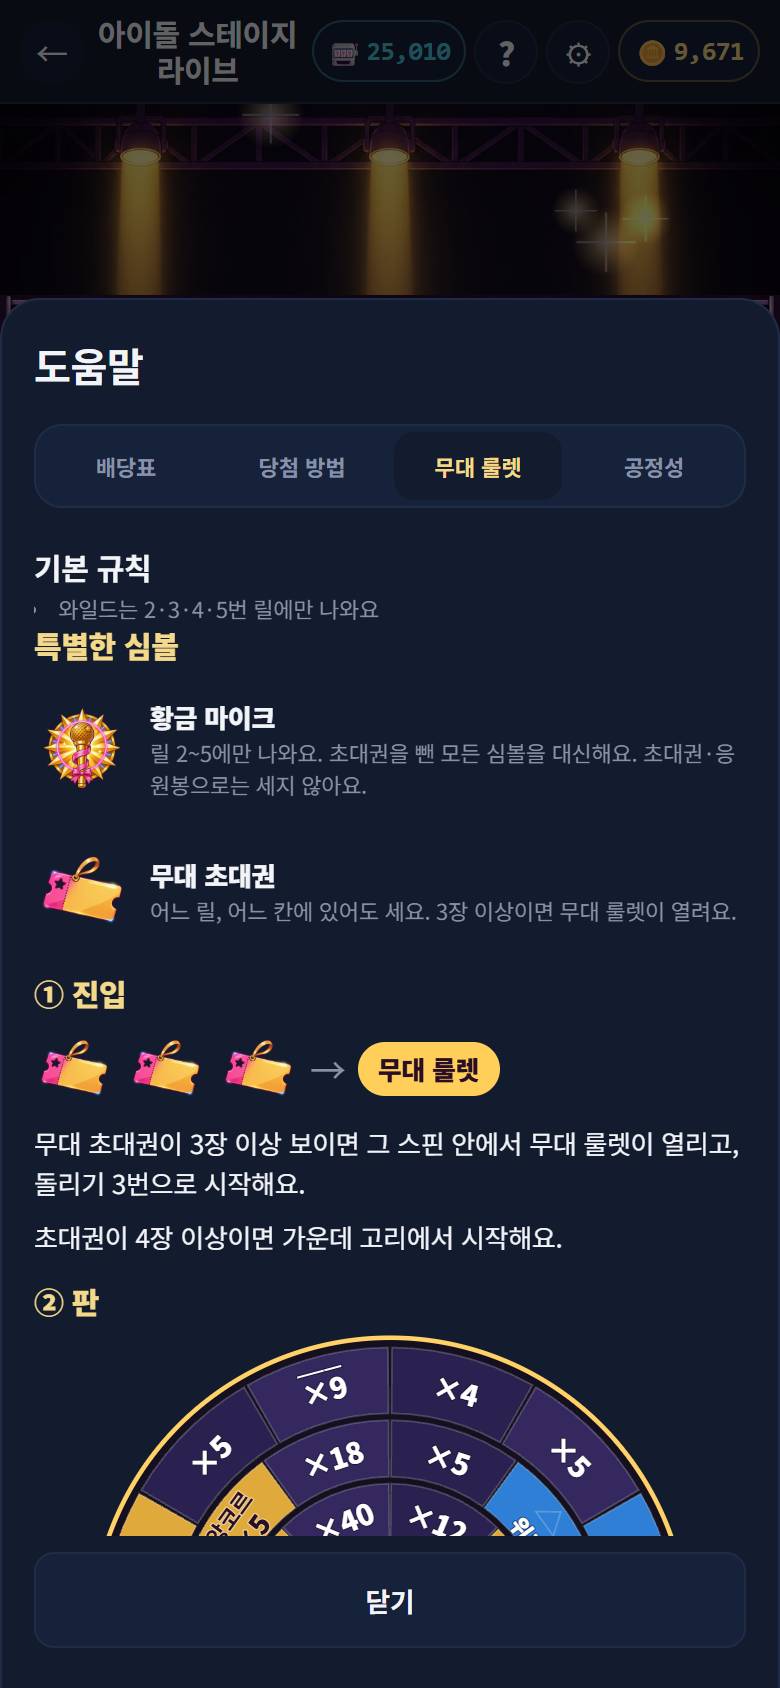 ←
아이돌 스테이지
라이브
25,010
?
9,671
도움말
배당표
당첨 방법
무대 룰렛
공정성
기본 규칙
와일드는 2·3·4·5번 릴에만 나와요
특별한 심볼
황금 마이크
릴 2~5에만 나와요. 초대권을 뺀 모든 심볼을 대신해요. 초대권·응
원봉으로는 세지 않아요.
무대 초대권
어느 릴, 어느 칸에 있어도 세요. 3장 이상이면 무대 룰렛이 열려요.
① 진입
→ 무대 룰렛
무대 초대권이 3장 이상 보이면 그 스핀 안에서 무대 룰렛이 열리고,
돌리기 3번으로 시작해요.
초대권이 4장 이상이면 가운데 고리에서 시작해요.
② 판
×5
×9
×4
×5
×18
×5
×40
×12
닫기